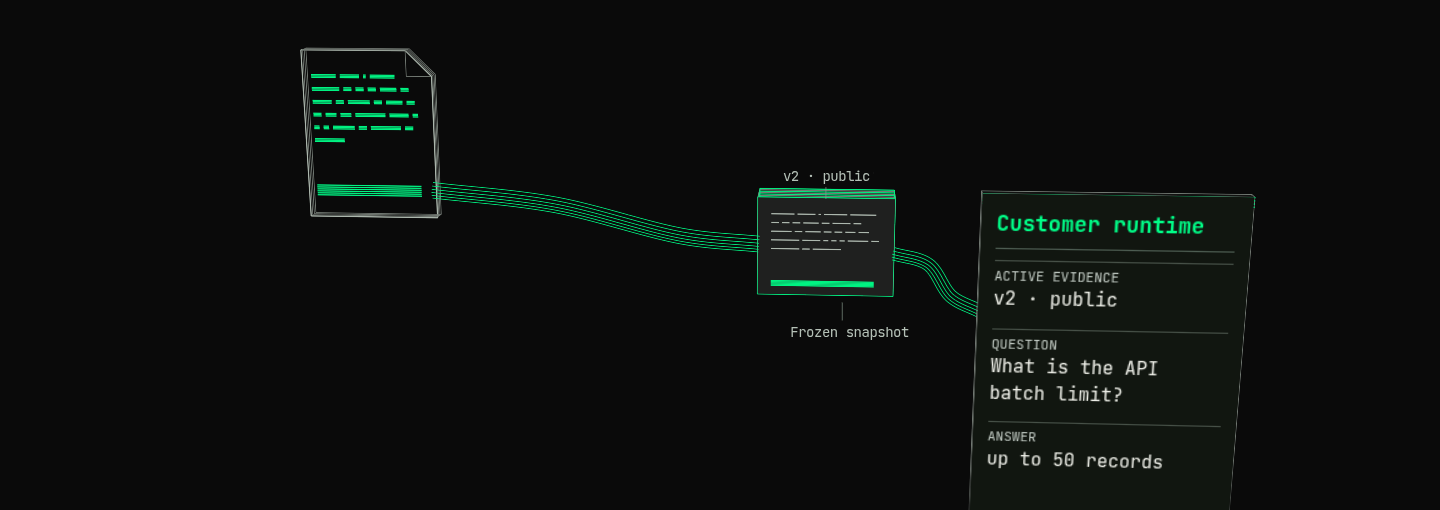 v2 · public
Frozen snapshot
Customer runtime
ACTIVE EVIDENCE
v2 · public
QUESTION
What is the API
batch limit?
ANSWER
up to 50 records